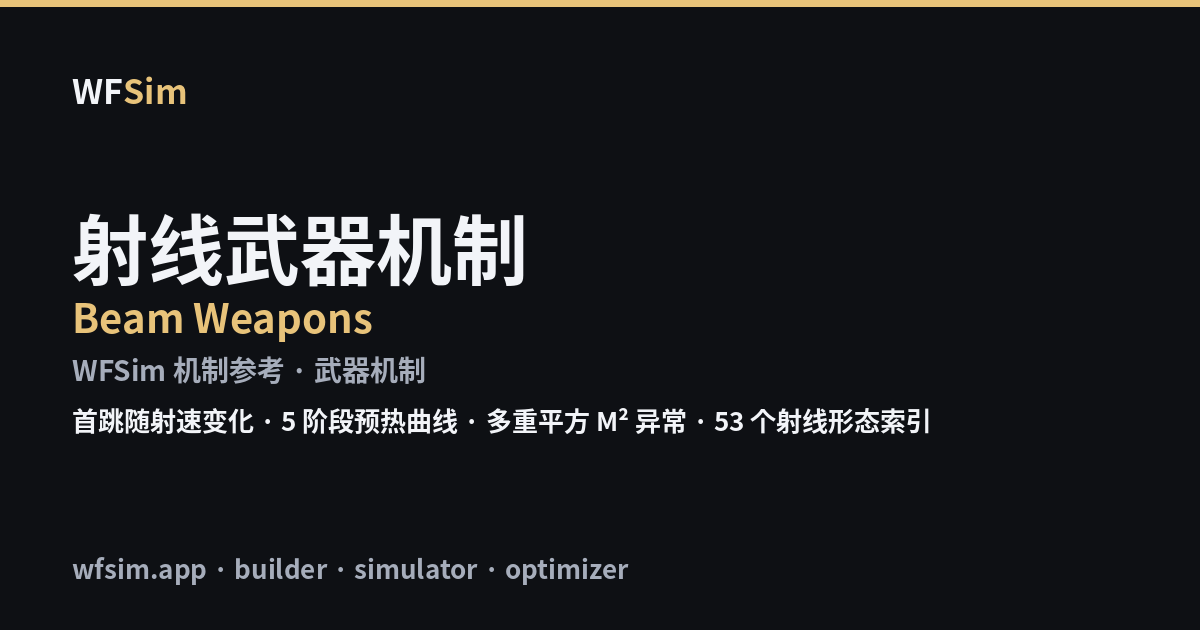 WFSim
射线武器机制
Beam Weapons
WFSim 机制参考 · 武器机制
首跳随射速变化 · 5 阶段预热曲线 · 多重平方 M² 异常 · 53 个射线形态索引
wfsim.app · builder · simulator · optimizer